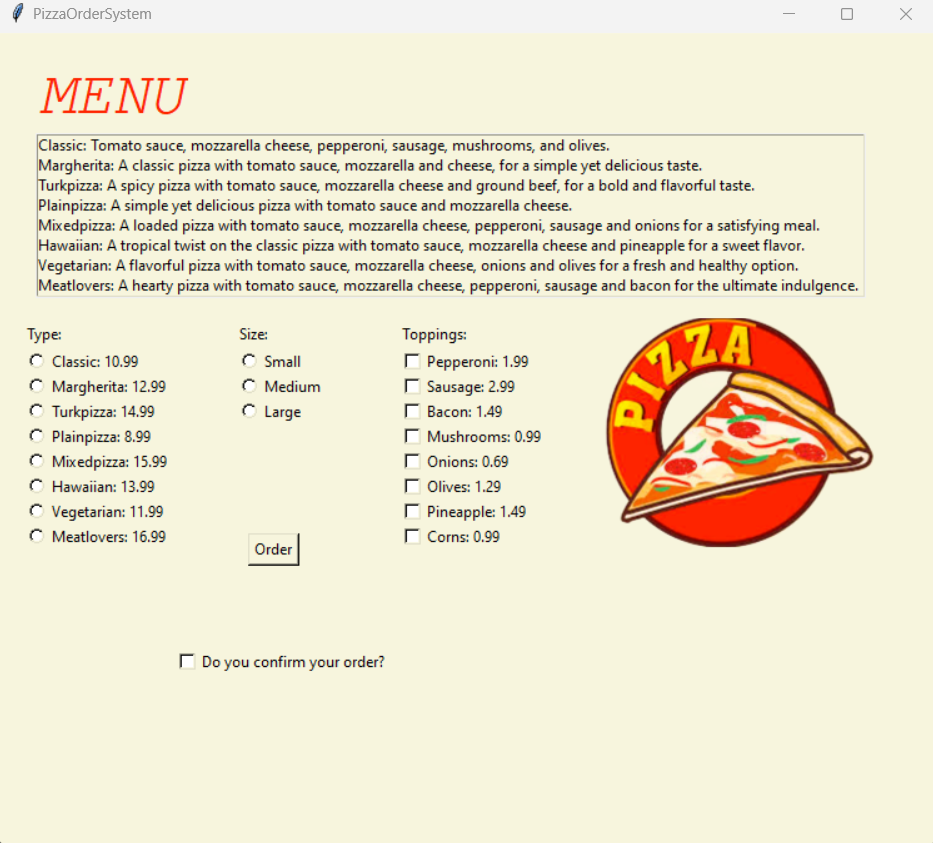 PizzaOrderSystem
MENU
Classic: Tomato sauce, mozzarella cheese, pepperoni, sausage, mushrooms, and olives.
Margherita: A classic pizza with tomato sauce, mozzarella and cheese, for a simple yet delicious taste.
Turkpizza: A spicy pizza with tomato sauce, mozzarella cheese and ground beef, for a bold and flavorful taste.
Plainpizza: A simple yet delicious pizza with tomato sauce and mozzarella cheese.
Mixedpizza: A loaded pizza with tomato sauce, mozzarella cheese, pepperoni, sausage and onions for a satisfying meal.
Hawaiian: A tropical twist on the classic pizza with tomato sauce, mozzarella cheese and pineapple for a sweet flavor.
Vegetarian: A flavorful pizza with tomato sauce, mozzarella cheese, onions and olives for a fresh and healthy option.
Meatlovers: A hearty pizza with tomato sauce, mozzarella cheese, pepperoni, sausage and bacon for the ultimate indulgence.
Type:
Classic: 10.99
Margherita: 12.99
Turkpizza: 14.99
Plainpizza: 8.99
Mixedpizza: 15.99
Hawaiian: 13.99
Vegetarian: 11.99
Meatlovers: 16.99
Size:
Small
Medium
Large
Order
Toppings:
Pepperoni: 1.99
Sausage: 2.99
Bacon: 1.49
Mushrooms: 0.99
Onions: 0.69
Olives: 1.29
Pineapple: 1.49
Corns: 0.99
PIZZA
Do you confirm your order?